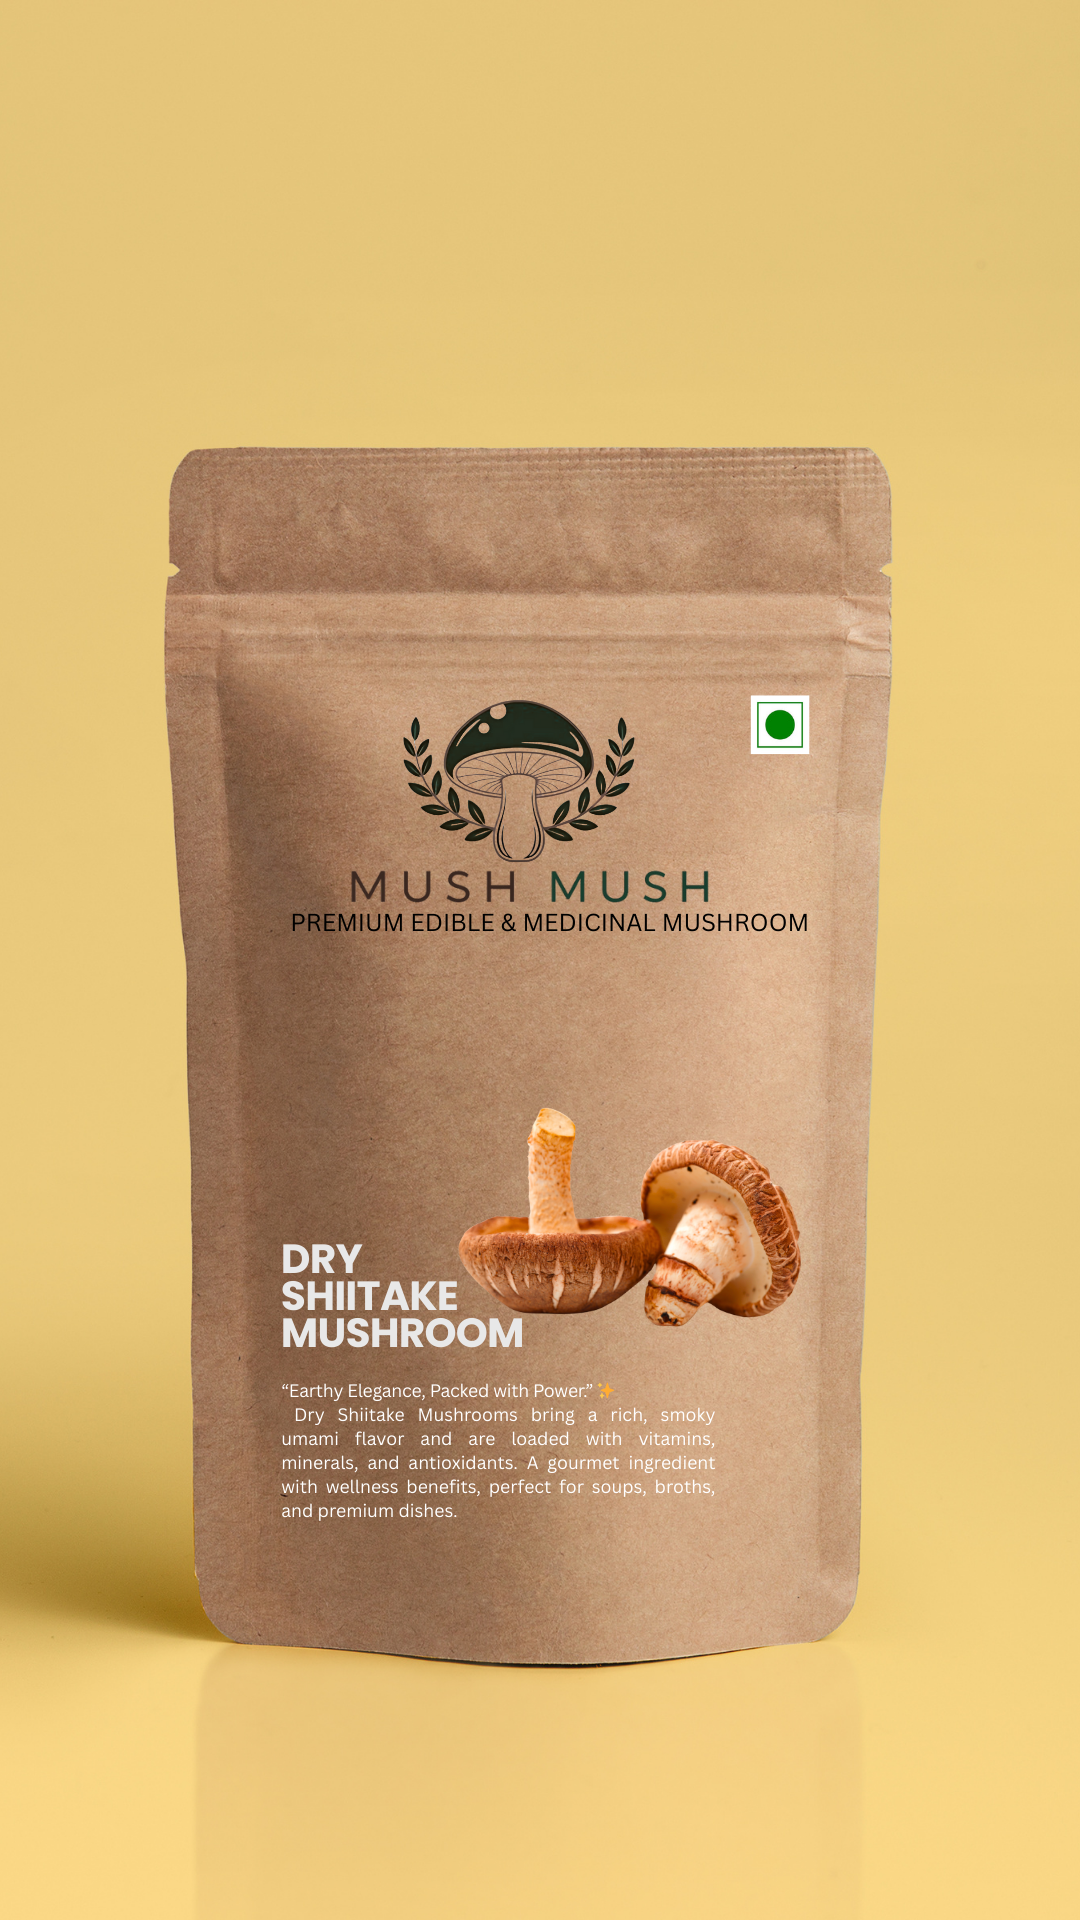 MUSH MUSH
PREMIUM EDIBLE & MEDICINAL MUSHROOM
DRY
SHIITAKE
MUSHROOM
“Earthy Elegance, Packed with Power.” ✨
Dry Shiitake Mushrooms bring a rich, smoky
umami flavor and are loaded with vitamins,
minerals, and antioxidants. A gourmet ingredient
with wellness benefits, perfect for soups, broths,
and premium dishes.